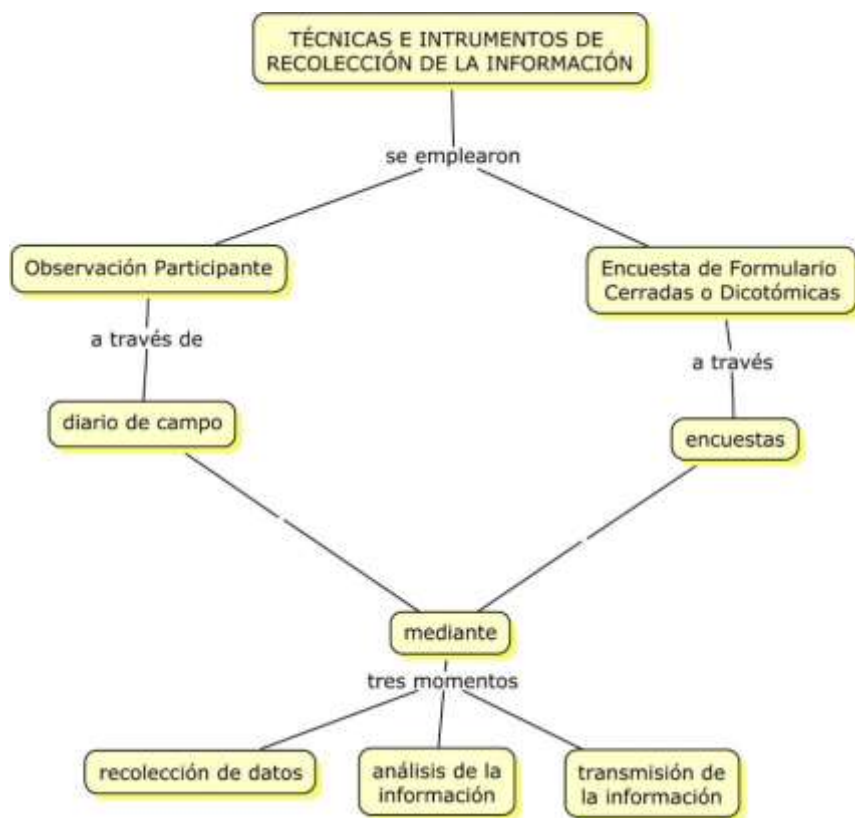 TÉCNICAS E INTRUMENTOS DE
RECOLECCIÓN DE LA INFORMACIÓN
se emplearon
Observación Participante
Encuesta de Formulario
Cerradas o Dicotómicas
a través de
a través
diario de campo
encuestas
mediante
tres momentos
recolección de datos
análisis de la
información
transmisión de
la información